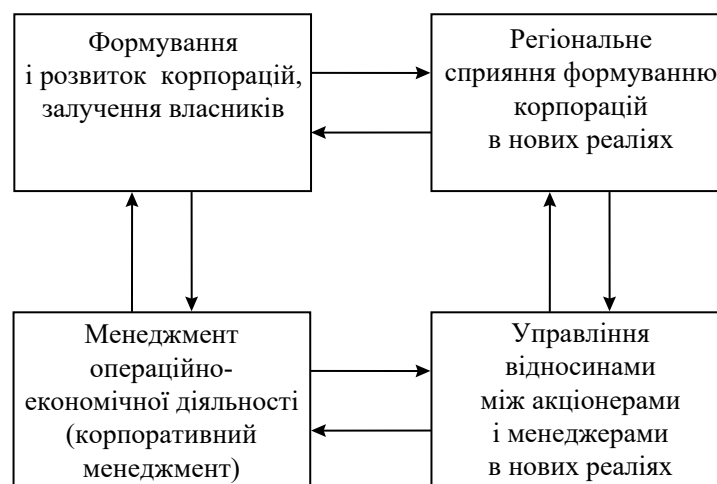 Формування
і розвиток корпорацій,
залучення власників
Регіональне
сприяння формуванню
корпорацій
в нових реаліях
Менеджмент
операційно-
економічної діяльності
(корпоративний
менеджмент)
Управління
відносинами
між акціонерами
і менеджерами
в нових реаліях